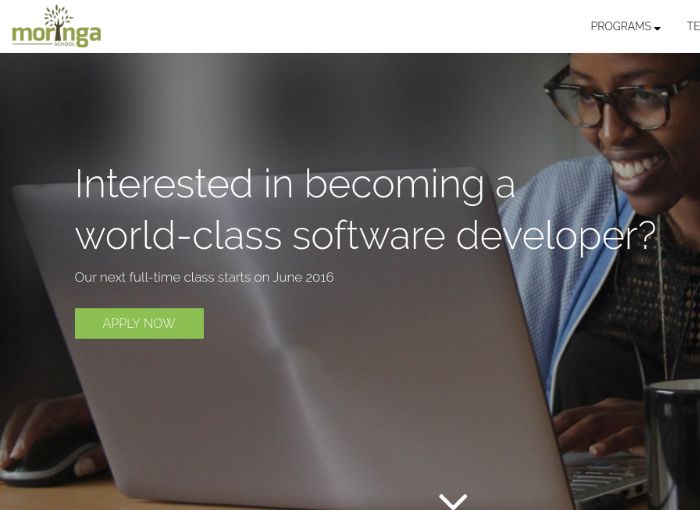 moringa
SCHOOL
PROGRAMS
TE
Interested in becoming a
world-class software developer?
Our next full-time class starts on June 2016
APPLY NOW